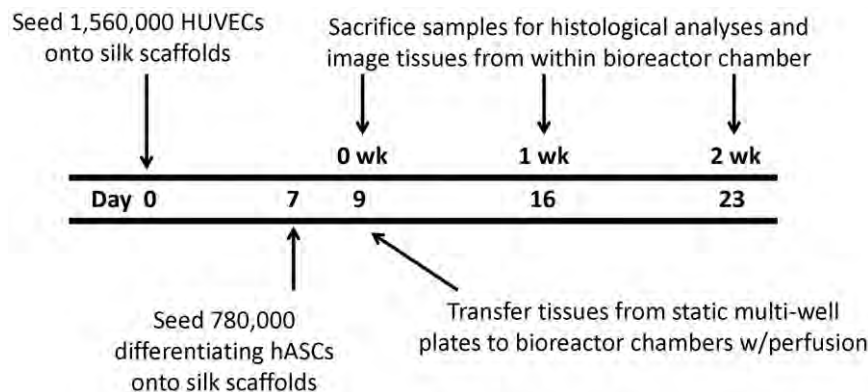 Seed 1,560,000 HUVECs
onto silk scaffolds
Sacrifice samples for histological analyses and
image tissues from within bioreactor chamber
0 wk 1 wk 2 wk
Day 0 7 9 16 23
Seed 780,000
differentiating hASCs
onto silk scaffolds
Transfer tissues from static multi-well
plates to bioreactor chambers w/perfusion